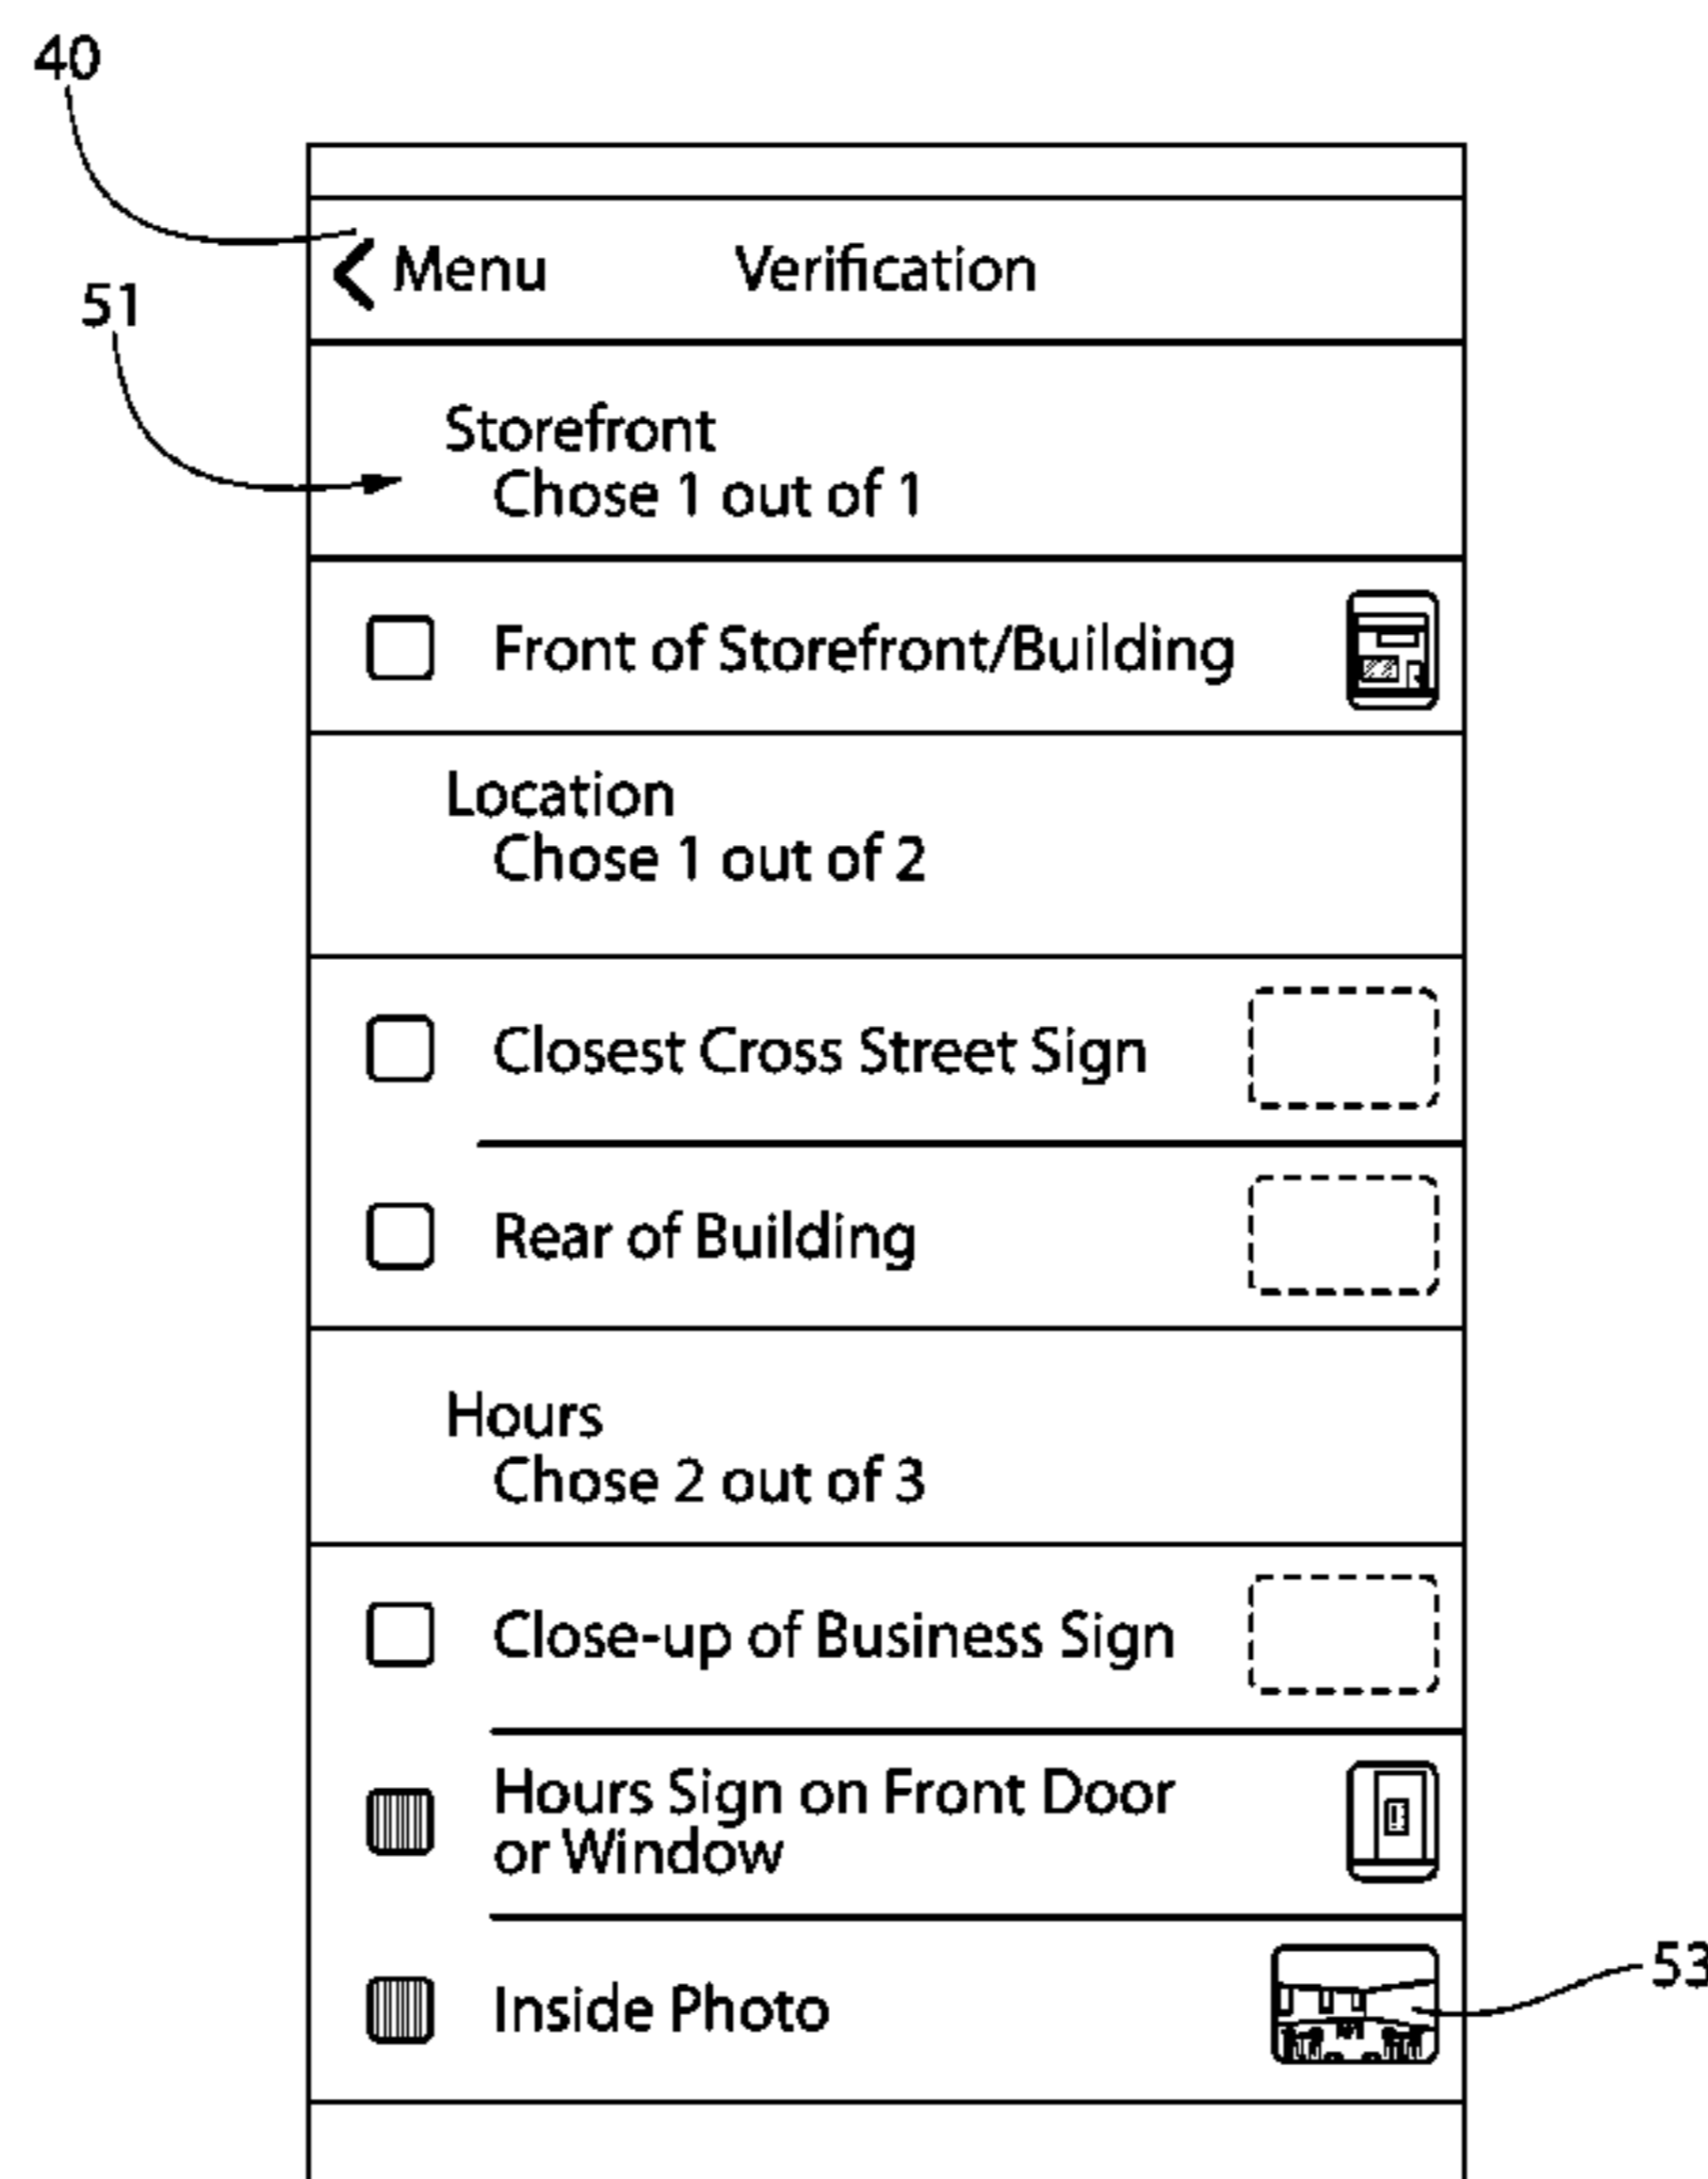 40
Menu Verification
51
Storefront
Chose 1 out of 1
Front of Storefront/Building
Location
Chose 1 out of 2
Closest Cross Street Sign
Rear of Building
Hours
Chose 2 out of 3
Close-up of Business Sign
Hours Sign on Front Door
or Window
53
Inside Photo